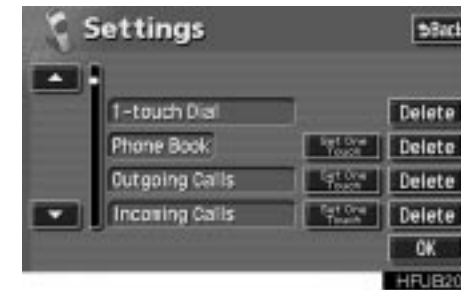 Settings
Back
1-touch Dial
Delete
Phone Book
Set One Touch
Delete
Outgoing Calls
Set One Touch
Delete
Incoming Calls
Set One Touch
Delete
OK
HFUB20